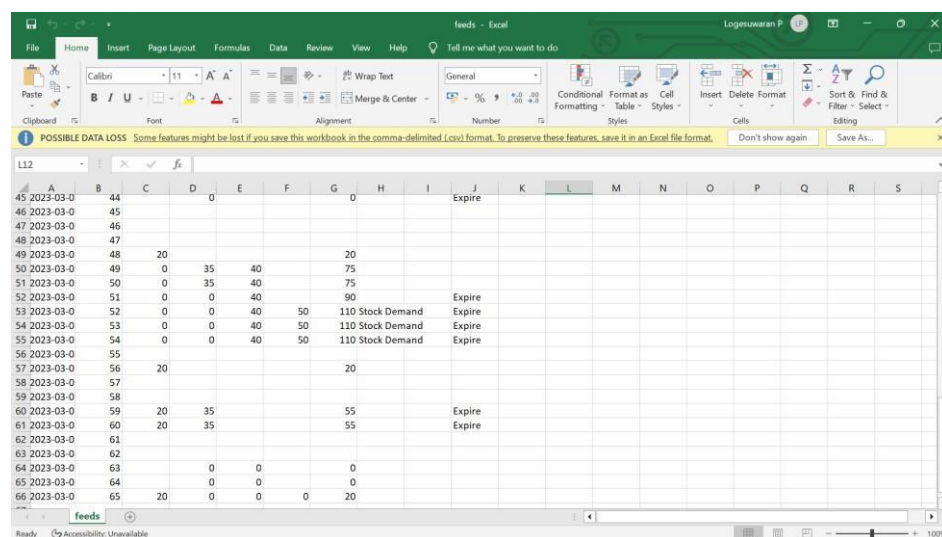 feeds - Excel Logesuwaran P LP
File Home Insert Page Layout Formulas Data Review View Help Tell me what you want to do
Calibri 11 A A Wrap Text General Σ
Paste B I U A Merge & Center % , Conditional Format as Cell Insert Delete Format Sort & Find &
Formatting Table Styles Filter Select
Clipboard Font Alignment Number Styles Cells Editing
POSSIBLE DATA LOSS Some features might be lost if you save this workbook in the comma-delimited (.csv) format. To preserve these features, save it in an Excel file format. Don't show again Save As...
L12 fx
A B C D E F G H I J K L M N O P Q R S
45 2023-03-0 44 0 0 Expire
46 2023-03-0 45
47 2023-03-0 46
48 2023-03-0 47
49 2023-03-0 48 20 20
50 2023-03-0 49 0 35 40 75
51 2023-03-0 50 0 35 40 75
52 2023-03-0 51 0 0 40 90 Expire
53 2023-03-0 52 0 0 40 50 110 Stock Demand Expire
54 2023-03-0 53 0 0 40 50 110 Stock Demand Expire
55 2023-03-0 54 0 0 40 50 110 Stock Demand Expire
56 2023-03-0 55
57 2023-03-0 56 20 20
58 2023-03-0 57
59 2023-03-0 58
60 2023-03-0 59 20 35 55 Expire
61 2023-03-0 60 20 35 55 Expire
62 2023-03-0 61
63 2023-03-0 62
64 2023-03-0 63 0 0 0
65 2023-03-0 64 0 0 0
66 2023-03-0 65 20 0 0 0 20
feeds
Ready Accessibility: Unavailable 100%